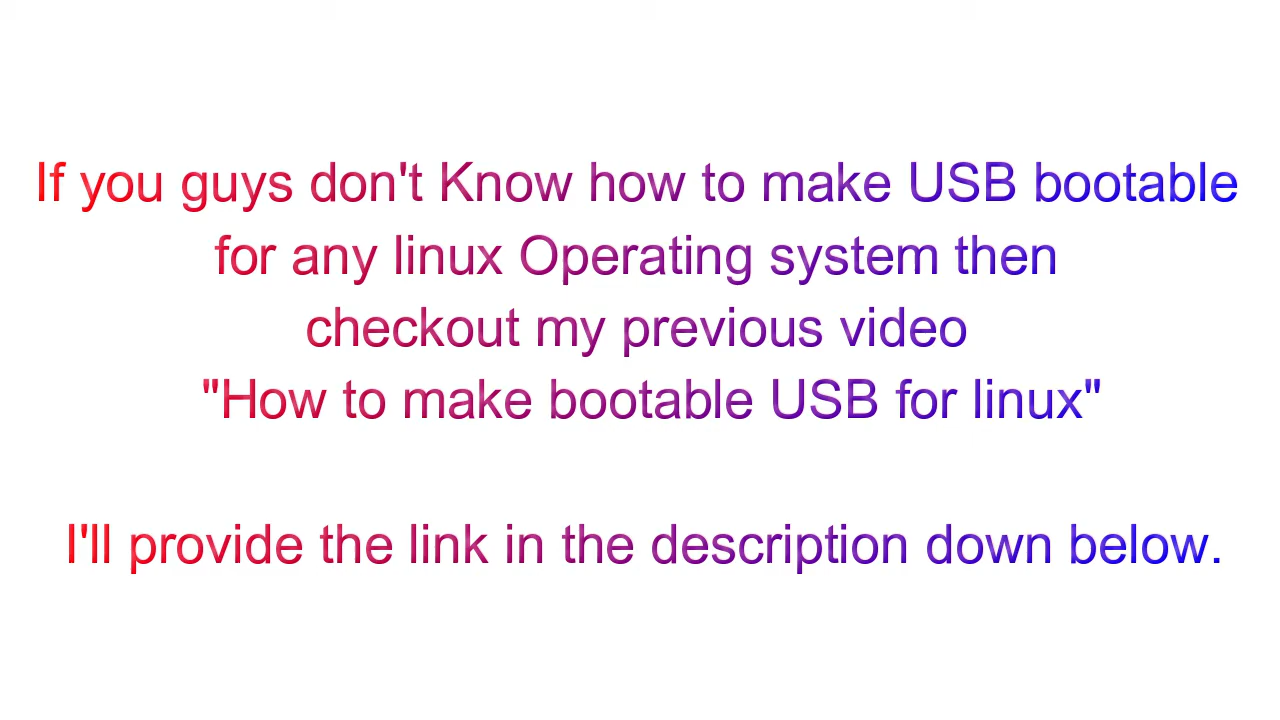 If you guys don't Know how to make USB bootable
for any linux Operating system then
checkout my previous video
"How to make bootable USB for linux"
I'll provide the link in the description down below.